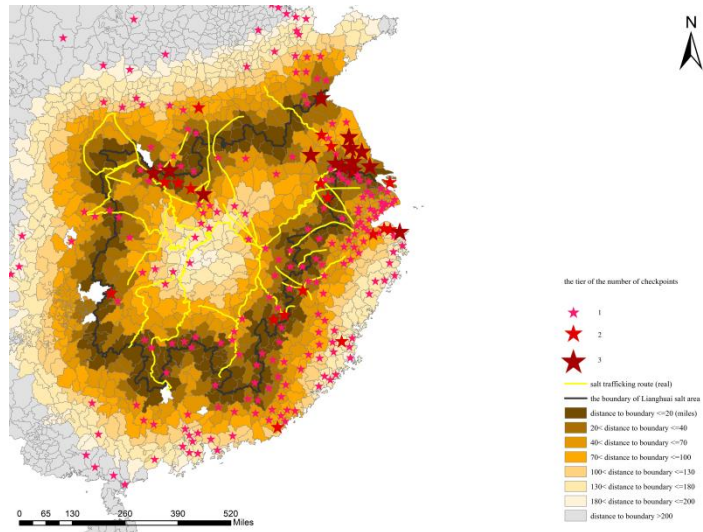 N
the tier of the number of checkpoints
1
2
3
salt trafficking route (real)
the boundary of Lianghuai salt area
distance to boundary <=20 (miles)
20< distance to boundary <=40
40< distance to boundary <=70
70< distance to boundary <=100
100< distance to boundary <=130
130< distance to boundary <=180
180< distance to boundary <=200
distance to boundary >200
0 65 130 260 390 520
Miles